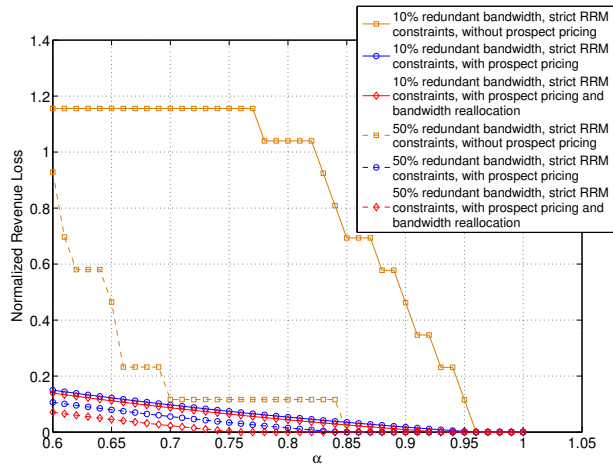 10% redundant bandwidth, strict RRM
constraints, without prospect pricing
10% redundant bandwidth, strict RRM
constraints, with prospect pricing
10% redundant bandwidth, strict RRM
constraints, with prospect pricing and
bandwidth reallocation
50% redundant bandwidth, strict RRM
constraints, without prospect pricing
50% redundant bandwidth, strict RRM
constraints, with prospect pricing
50% redundant bandwidth, strict RRM
constraints, with prospect pricing and
bandwidth reallocation
Normalized Revenue Loss
1.4
1.2
1
0.8
0.6
0.4
0.2
0
0.6 0.65 0.7 0.75 0.8 0.85 0.9 0.95 1 1.05
α